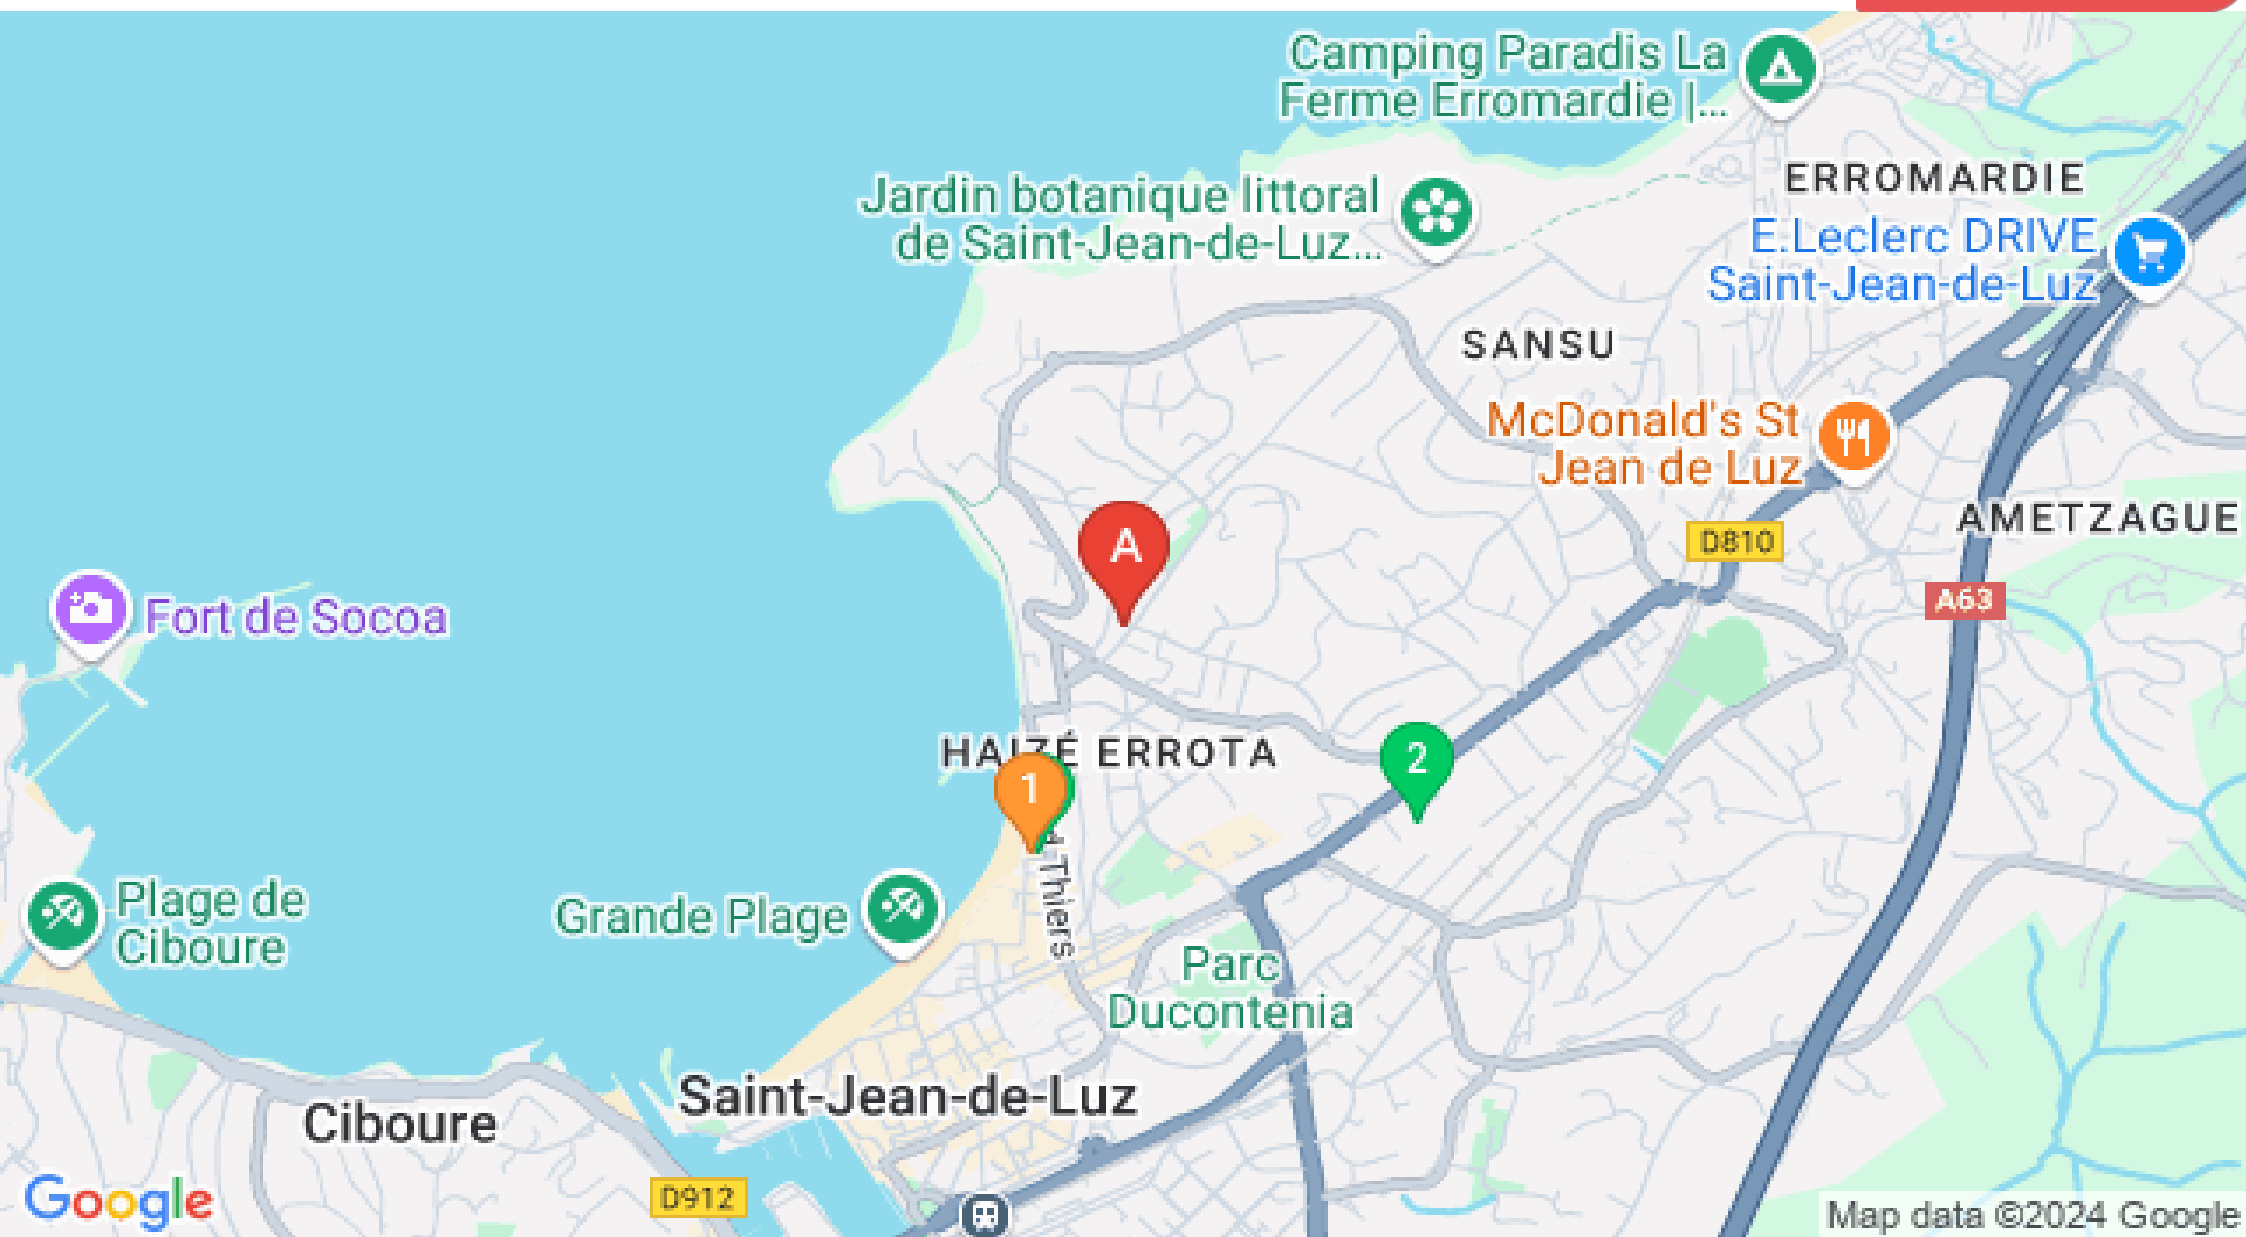 Camping Paradis La
Ferme Erromardie |...
Jardin botanique littoral
de Saint-Jean-de-Luz...
ERROMARDIE
E.Leclerc DRIVE
Saint-Jean-de-Luz
SANSU
McDonald's St
Jean de Luz
AMETZAGUE
D810
A
A63
Fort de Socoa
HAIZÉ ERROTA
2
1
Thiers
Plage de
Ciboure
Grande Plage
Parc
Ducontenia
Saint-Jean-de-Luz
Ciboure
D912
Google
Map data ©2024 Google